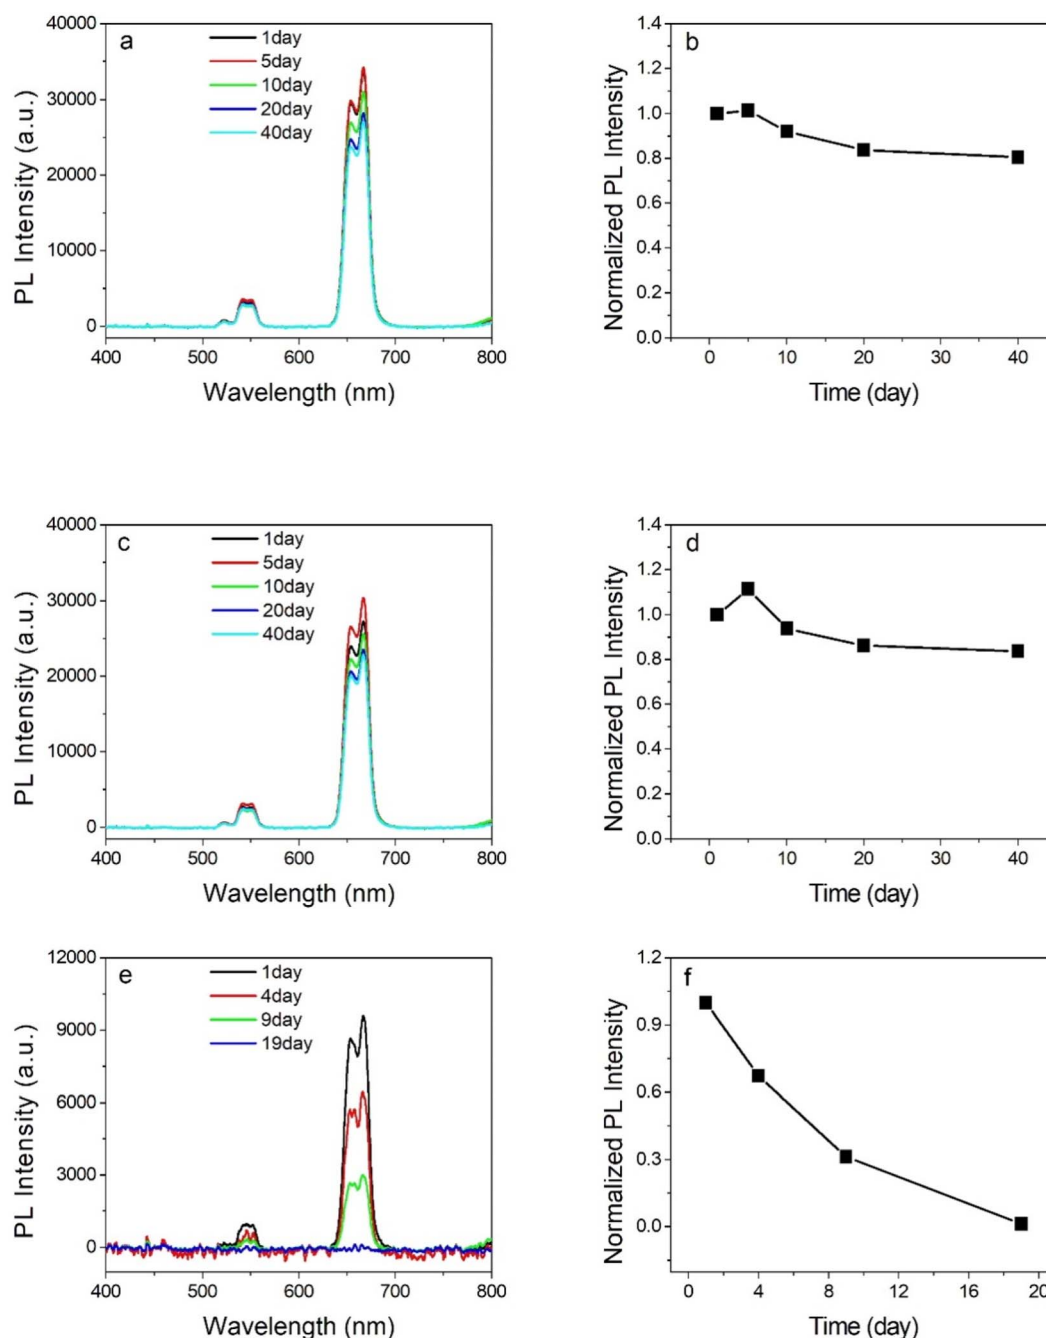 a
1day
5day
10day
20day
40day
40000
30000
20000
10000
0
400 500 600 700 800
PL Intensity (a.u.)
Wavelength (nm)
b
1.4
1.2
1.0
0.8
0.6
0.4
0.2
0.0
0 10 20 30 40
Normalized PL Intensity
Time (day)
c
1day
5day
10day
20day
40day
40000
30000
20000
10000
0
400 500 600 700 800
PL Intensity (a.u.)
Wavelength (nm)
d
1.4
1.2
1.0
0.8
0.6
0.4
0.2
0.0
0 10 20 30 40
Normalized PL Intensity
Time (day)
e
1day
4day
9day
19day
12000
9000
6000
3000
0
400 500 600 700 800
PL Intensity (a.u.)
Wavelength (nm)
f
1.2
0.9
0.6
0.3
0.0
0 4 8 12 16 20
Normalized PL Intensity
Time (day)